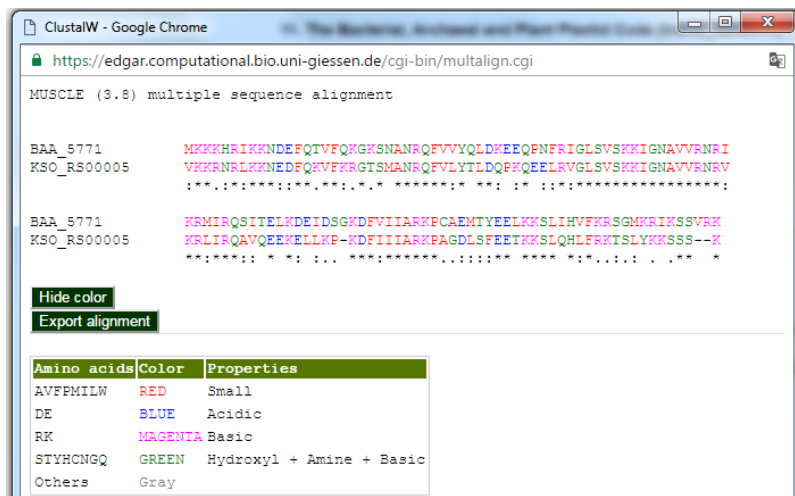 ClustalW - Google Chrome
11. The Bacterial, Archaeal and Plant Plastid Code
https://edgar.computational.bio.uni-giessen.de/cgi-bin/multalign.cgi
MUSCLE (3.8) multiple sequence alignment
BAA_5771 MKKKHRIKKNDEFQTVFQKGKSNANRQFVVYQLDKEEQPNFRIGLSVSKKIGNAVVRNRI
KSO_RS00005 VKKRNRLKKNEDFQKVFKRGTSMANRQFVLYTLDQPKQEELRVGLSVSKKIGNAVVRNRV
:**.:*:***::**.**:.*.* ******:* **: :* ::*:****************:
BAA_5771 KRMIRQSITELKDEIDSGKDFVIIARKPCAEMTYEELKKSLIHVFKRSGMKRIKSSVRK
KSO_RS00005 KRLIRQAVQEEKELLKP-KDFIIIARKPAGDLSFEETKKSLQHLFRKTSLYKKSSS--K
**:***:: * *: :.. ***:******..::::** **** *:*..:.: . .** *
Hide color
Export alignment
Amino acids Color Properties
AVFPMILW RED Small
DE BLUE Acidic
RK MAGENTA Basic
STYHCNGQ GREEN Hydroxyl + Amine + Basic
Others Gray